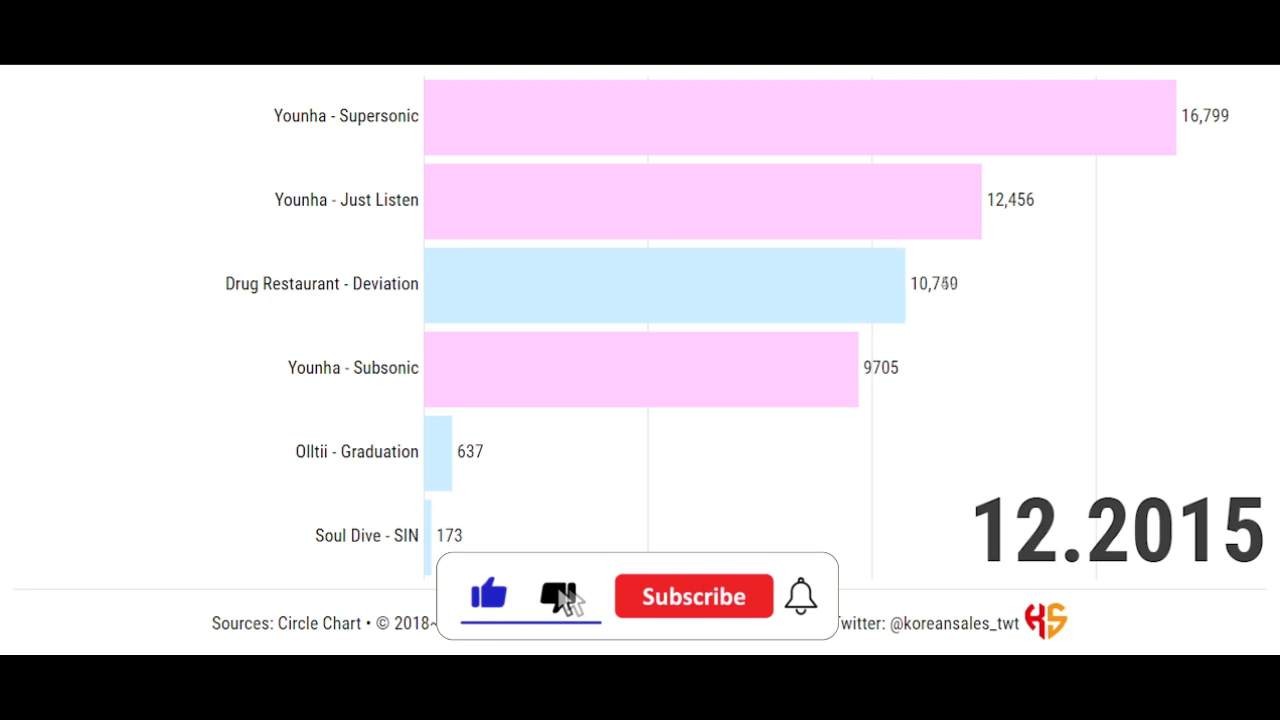 Younha - Supersonic 16,799
Younha - Just Listen 12,456
Drug Restaurant - Deviation
Younha - Subsonic 9705
Olltii - Graduation 637
Soul Dive - SIN 173
12.2015
Subscribe
Sources: Circle Chart • © 2018~ Twitter: @koreansales_twt KS